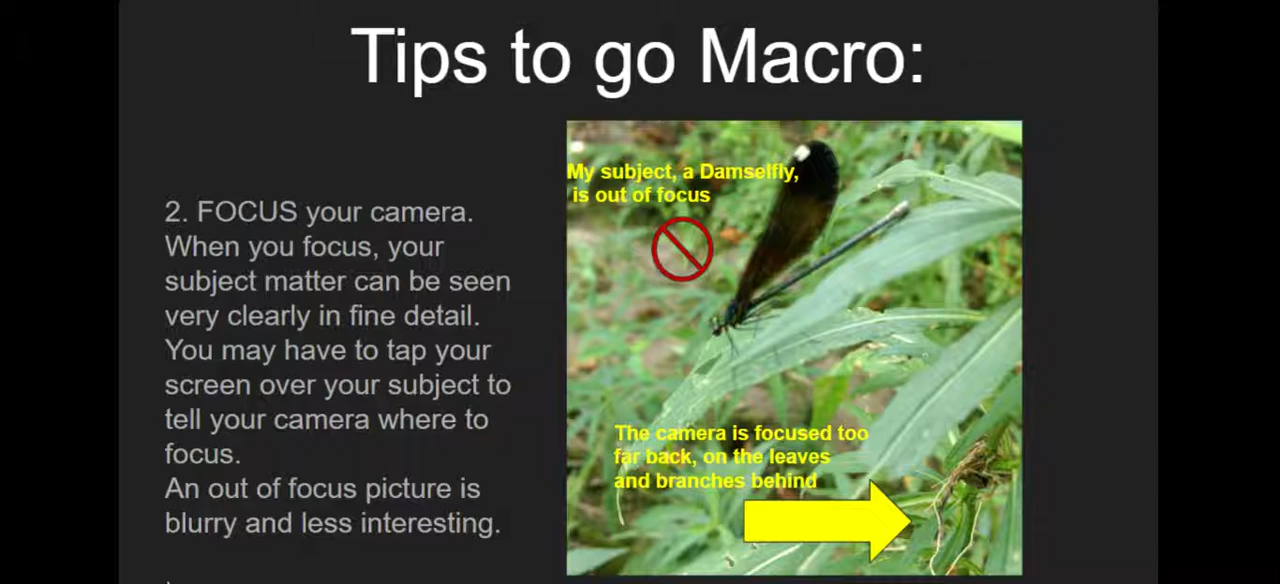 Tips to go Macro:
2. FOCUS your camera.
When you focus, your
subject matter can be seen
very clearly in fine detail.
You may have to tap your
screen over your subject to
tell your camera where to
focus.
An out of focus picture is
blurry and less interesting.
My subject, a Damselfly,
is out of focus
The camera is focused too
far back, on the leaves
and branches behind